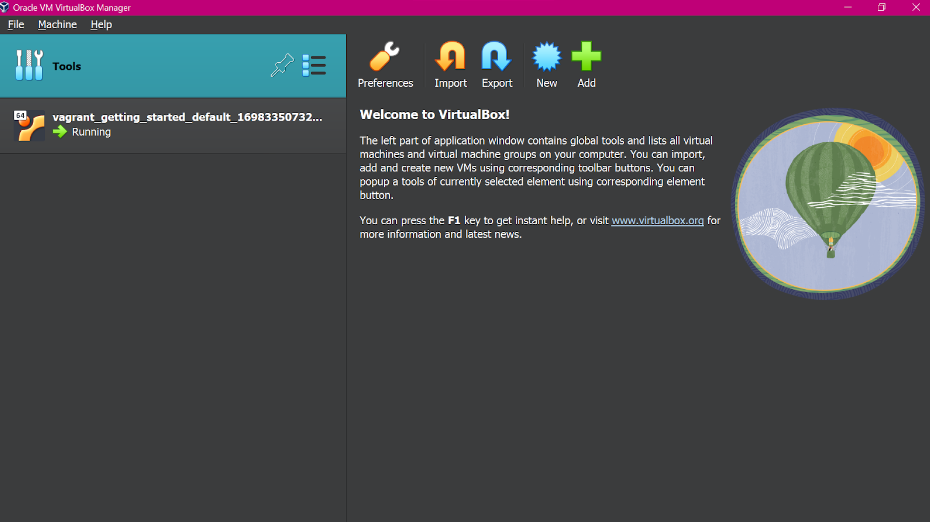 Oracle VM VirtualBox Manager
File Machine Help
Tools
64
vagrant_getting_started_default_16983350732...
Running
Preferences Import Export New Add
Welcome to VirtualBox!
The left part of application window contains global tools and lists all virtual
machines and virtual machine groups on your computer. You can import,
add and create new VMs using corresponding toolbar buttons. You can
popup a tools of currently selected element using corresponding element
button.
You can press the F1 key to get instant help, or visit www.virtualbox.org for
more information and latest news.